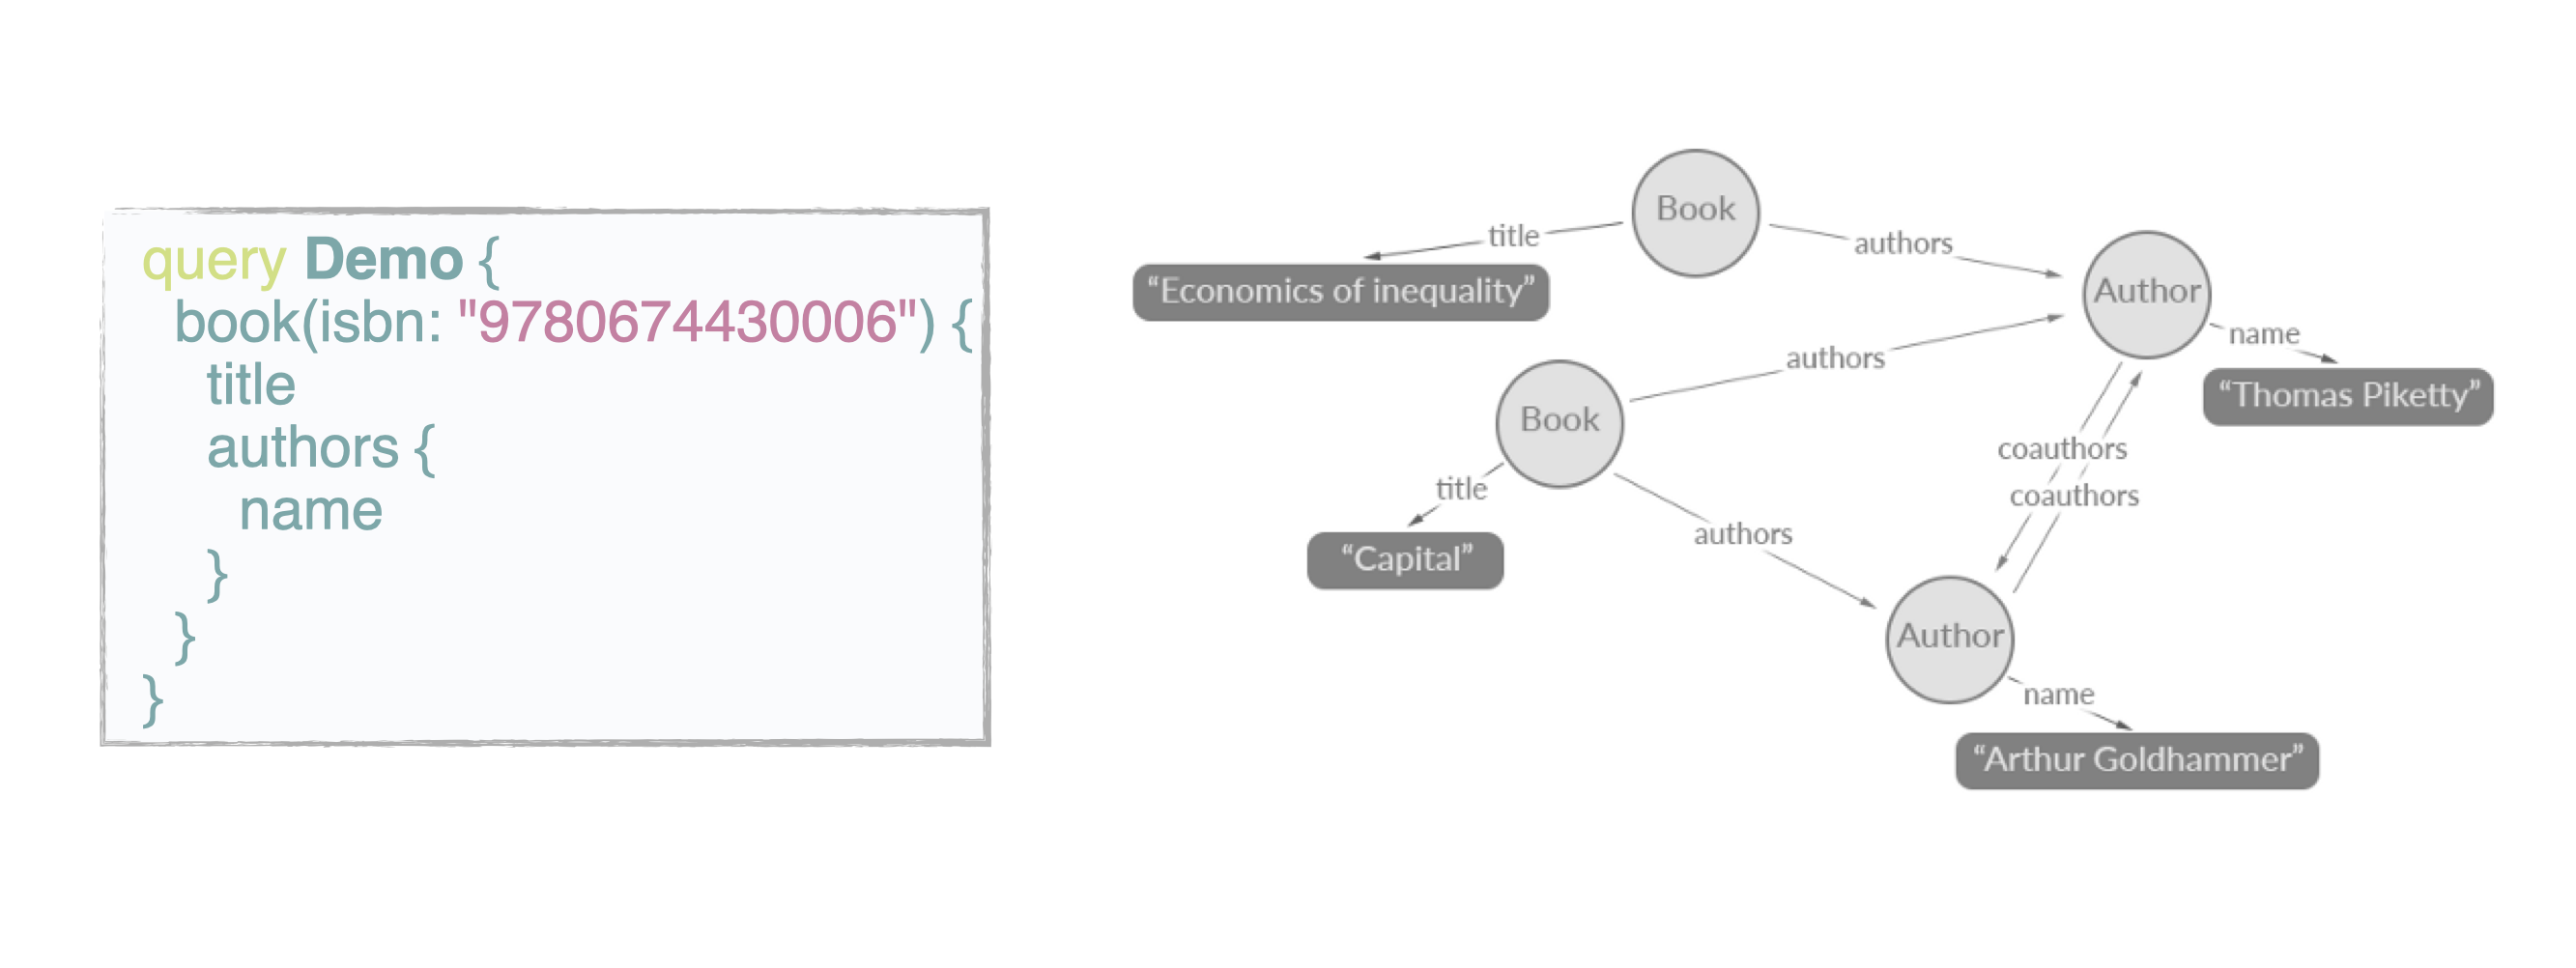 query Demo {
book(isbn: "9780674430006") {
title
authors {
name
}
}
}
Book
title
authors
“Economics of inequality”
Author
name
authors
“Thomas Piketty”
Book
coauthors
title
coauthors
authors
“Capital”
Author
name
“Arthur Goldhammer”